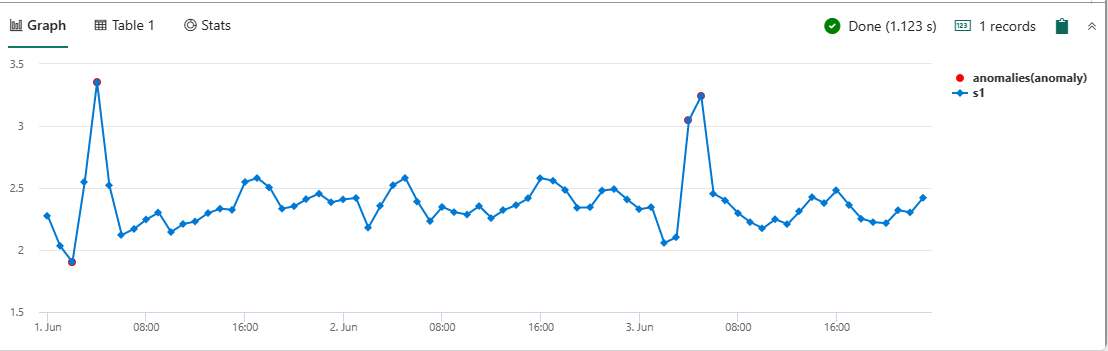 Graph Table 1 Stats Done (1.123 s) 123 1 records
3.5
3
2.5
2
1.5
1. Jun 08:00 16:00 2. Jun 08:00 16:00 3. Jun 08:00 16:00
anomalies(anomaly)
s1